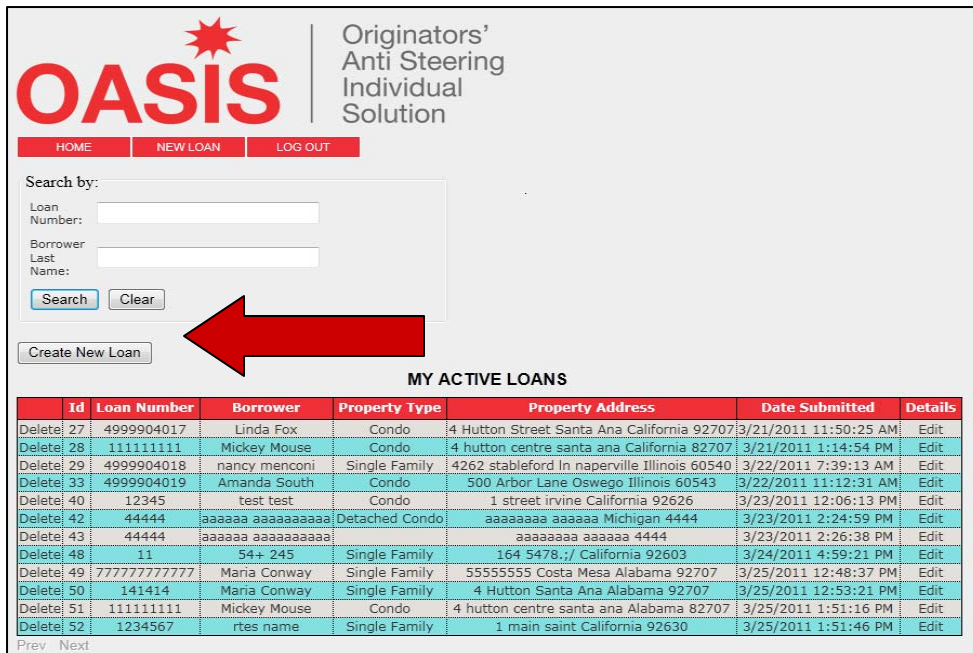 OASIS
Originators'
Anti Steering
Individual
Solution
HOME NEW LOAN LOG OUT
Search by:
Loan
Number:
Borrower
Last
Name:
Search Clear
Create New Loan
MY ACTIVE LOANS
Id Loan Number Borrower Property Type Property Address Date Submitted Details
Delete 27 4999904017 Linda Fox Condo 4 Hutton Street Santa Ana California 92707 3/21/2011 11:50:25 AM Edit
Delete 28 111111111 Mickey Mouse Condo 4 hutton centre santa ana California 82707 3/21/2011 1:14:54 PM Edit
Delete 29 4999904018 nancy menconi Single Family 4262 stableford ln naperville Illinois 60540 3/22/2011 7:39:13 AM Edit
Delete 33 4999904019 Amanda South Condo 500 Arbor Lane Oswego Illinois 60543 3/22/2011 11:12:31 AM Edit
Delete 40 12345 test test Condo 1 street irvine California 92626 3/23/2011 12:06:13 PM Edit
Delete 42 44444 aaaaaa aaaaaaaaaa Detached Condo aaaaaaaa aaaaaa Michigan 4444 3/23/2011 2:24:59 PM Edit
Delete 43 44444 aaaaaa aaaaaaaaaa aaaaaaaa aaaaaa 4444 3/23/2011 2:26:38 PM Edit
Delete 48 11 54+ 245 Single Family 164 5478.;/ California 92603 3/24/2011 4:59:21 PM Edit
Delete 49 777777777777 Maria Conway Single Family 55555555 Costa Mesa Alabama 92707 3/25/2011 12:48:37 PM Edit
Delete 50 141414 Maria Conway Single Family 4 Hutton Santa Ana Alabama 92707 3/25/2011 12:53:21 PM Edit
Delete 51 111111111 Mickey Mouse Condo 4 hutton centre santa ana Alabama 82707 3/25/2011 1:51:16 PM Edit
Delete 52 1234567 rtes name Single Family 1 main saint California 92630 3/25/2011 1:51:46 PM Edit
Prev Next